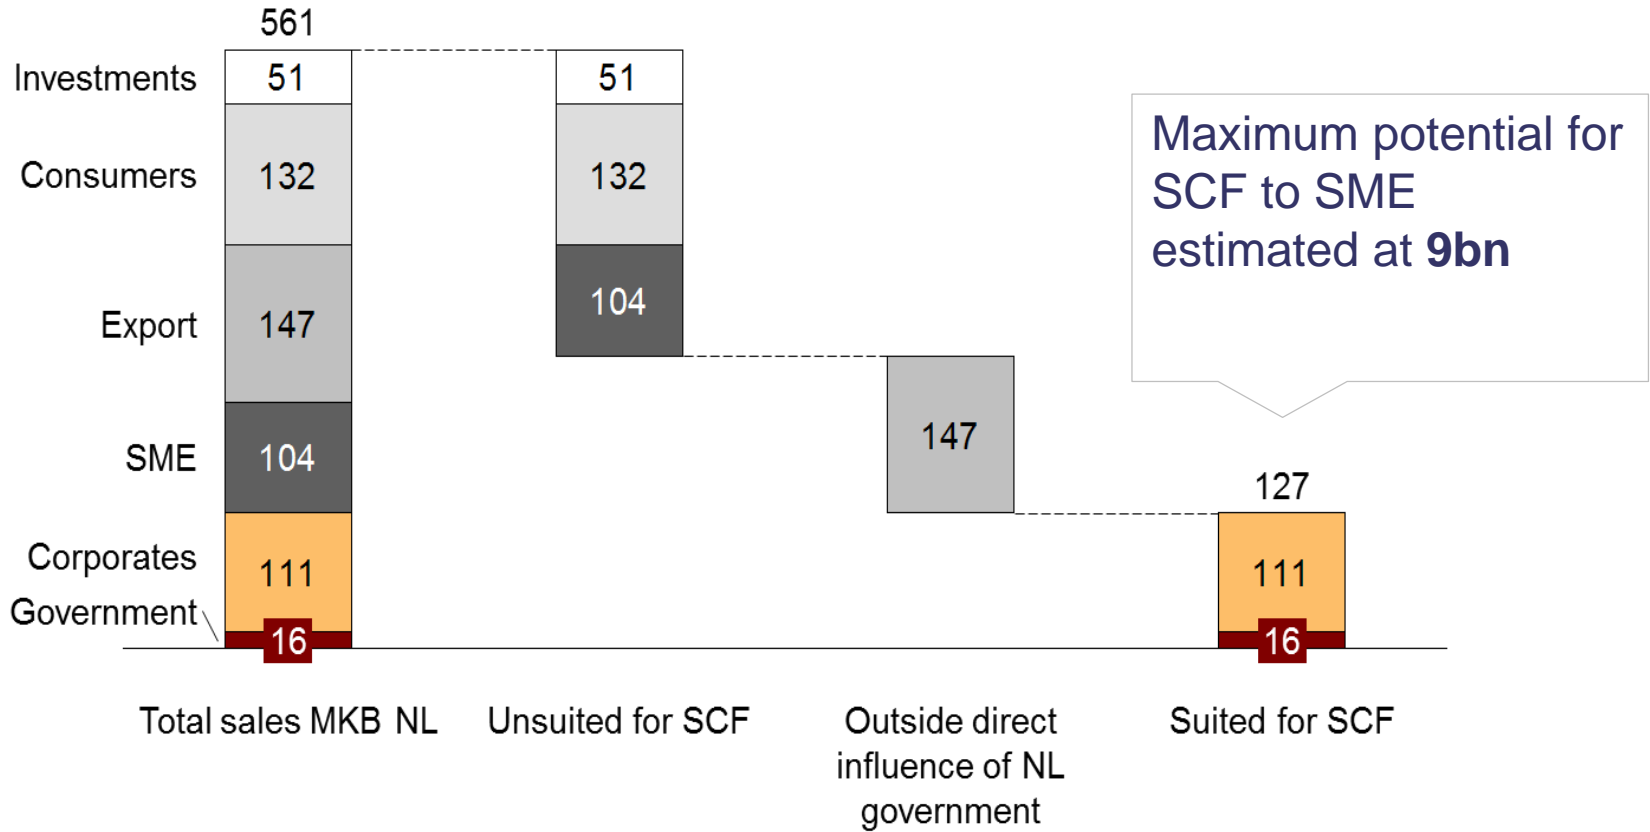 561
Investments 51 51
Consumers 132 132
Export 147 104
SME 104 147
127
Corporates 111 111
Government 16 16
Maximum potential for
SCF to SME
estimated at 9bn
Total sales MKB NL
Unsuited for SCF
Outside direct
influence of NL
government
Suited for SCF